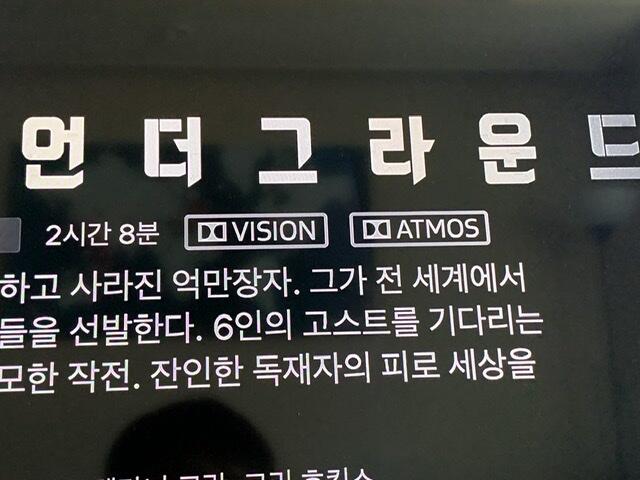 언더그라운드
2시간 8분 VISION ATMOS
하고 사라진 억만장자. 그가 전 세계에서
들을 선발한다. 6인의 고스트를 기다리는
모한 작전. 잔인한 독재자의 피로 세상을